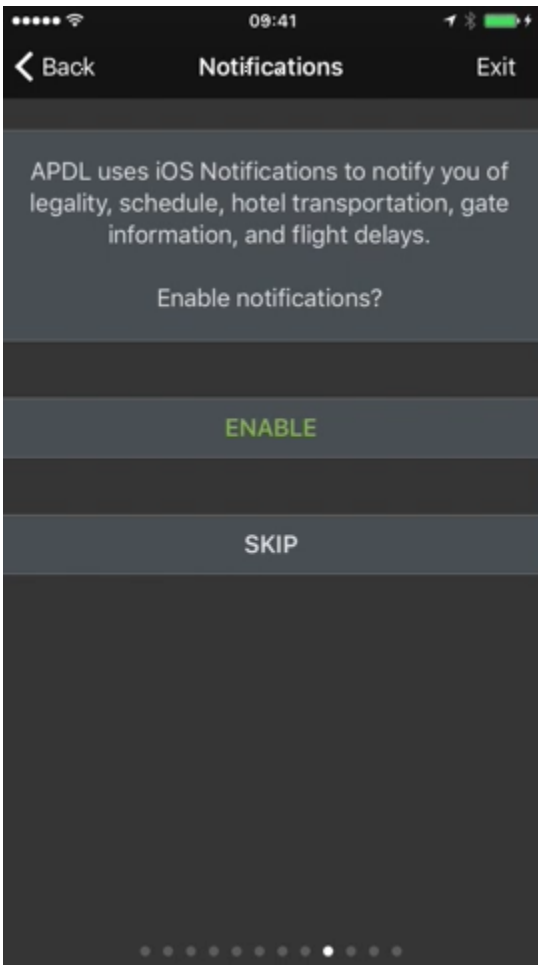 09:41
Back Notifications Exit
APDL uses iOS Notifications to notify you of
legality, schedule, hotel transportation, gate
information, and flight delays.
Enable notifications?
ENABLE
SKIP